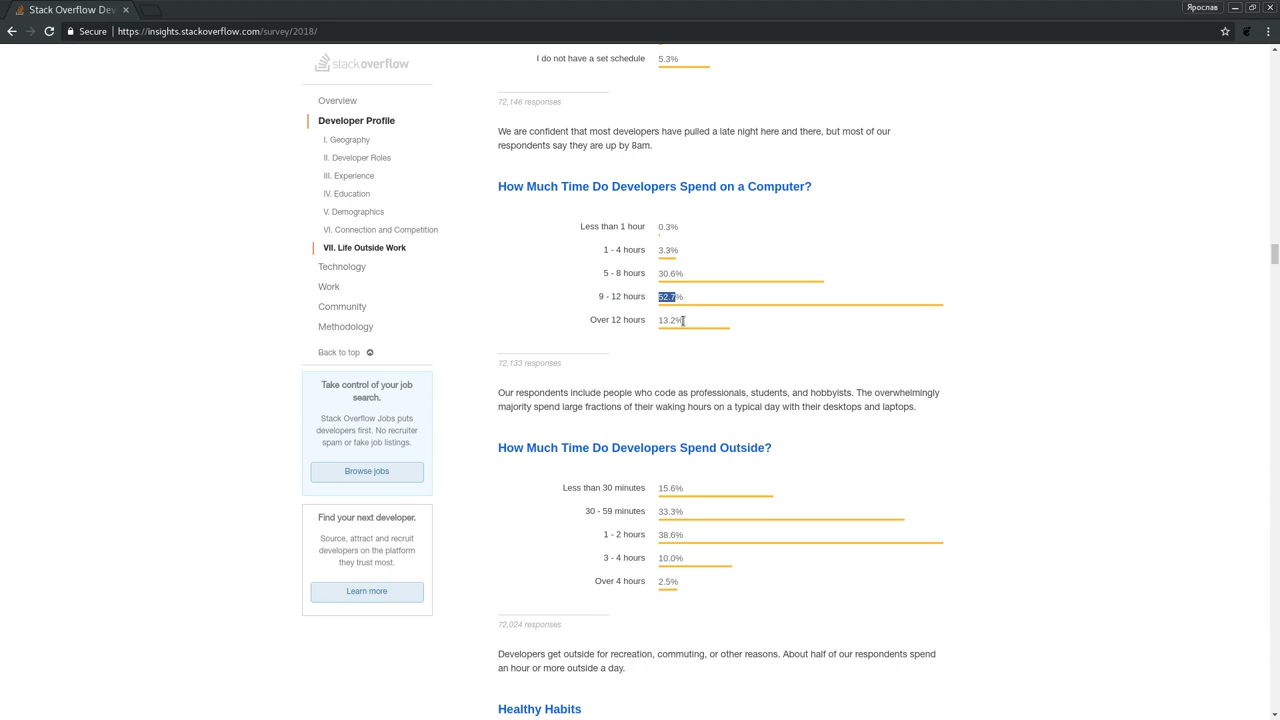 Stack Overflow Dev
Ярослав
Secure
https://insights.stackoverflow.com/survey/2018/
stackoverflow
Overview
Developer Profile
I. Geography
II. Developer Roles
III. Experience
IV. Education
V. Demographics
VI. Connection and Competition
VII. Life Outside Work
Technology
Work
Community
Methodology
Back to top
Take control of your job
search.
Stack Overflow Jobs puts
developers first. No recruiter
spam or fake job listings.
Browse jobs
Find your next developer.
Source, attract and recruit
developers on the platform
they trust most.
Learn more
I do not have a set schedule 5.3%
72,146 responses
We are confident that most developers have pulled a late night here and there, but most of our
respondents say they are up by 8am.
How Much Time Do Developers Spend on a Computer?
Less than 1 hour 0.3%
1 - 4 hours 3.3%
5 - 8 hours 30.6%
9 - 12 hours 52.7%
Over 12 hours 13.2%
72,133 responses
Our respondents include people who code as professionals, students, and hobbyists. The overwhelmingly
majority spend large fractions of their waking hours on a typical day with their desktops and laptops.
How Much Time Do Developers Spend Outside?
Less than 30 minutes 15.6%
30 - 59 minutes 33.3%
1 - 2 hours 38.6%
3 - 4 hours 10.0%
Over 4 hours 2.5%
72,024 responses
Developers get outside for recreation, commuting, or other reasons. About half of our respondents spend
an hour or more outside a day.
Healthy Habits